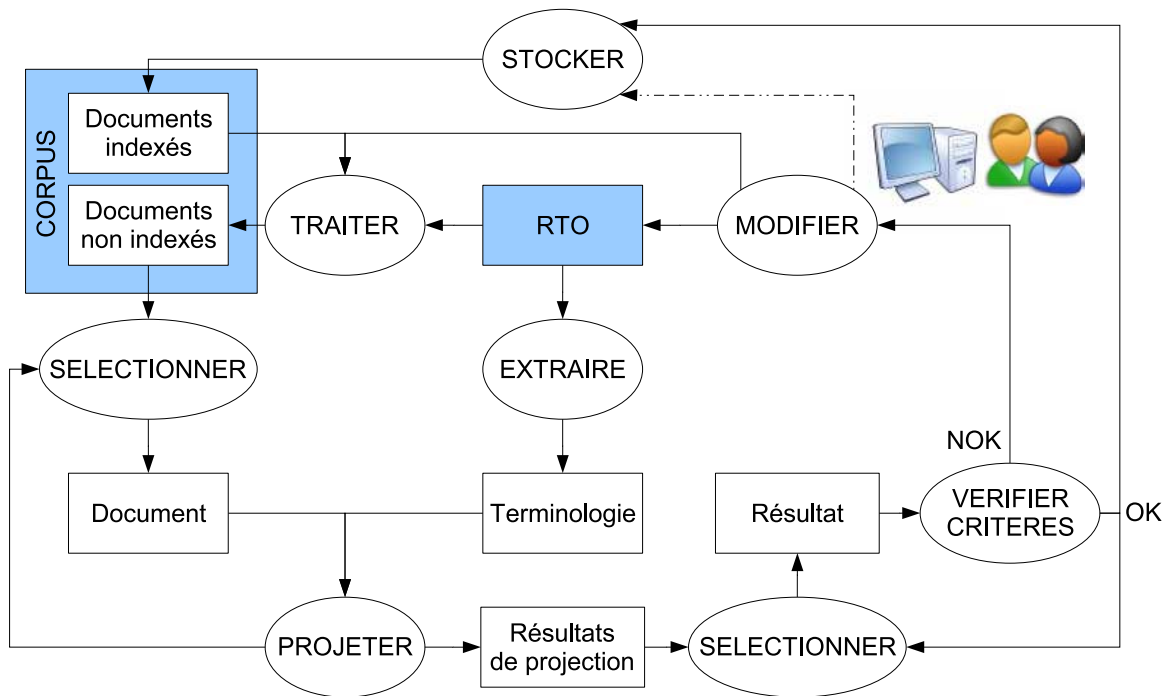 STOCKER
CORPUS
Documents
indexés
Documents
non indexés
TRAITER
RTO
MODIFIER
SELECTIONNER
EXTRAIRE
NOK
Document
Terminologie
Résultat
VERIFIER
CRITERES
OK
PROJETER
Résultats
de projection
SELECTIONNER